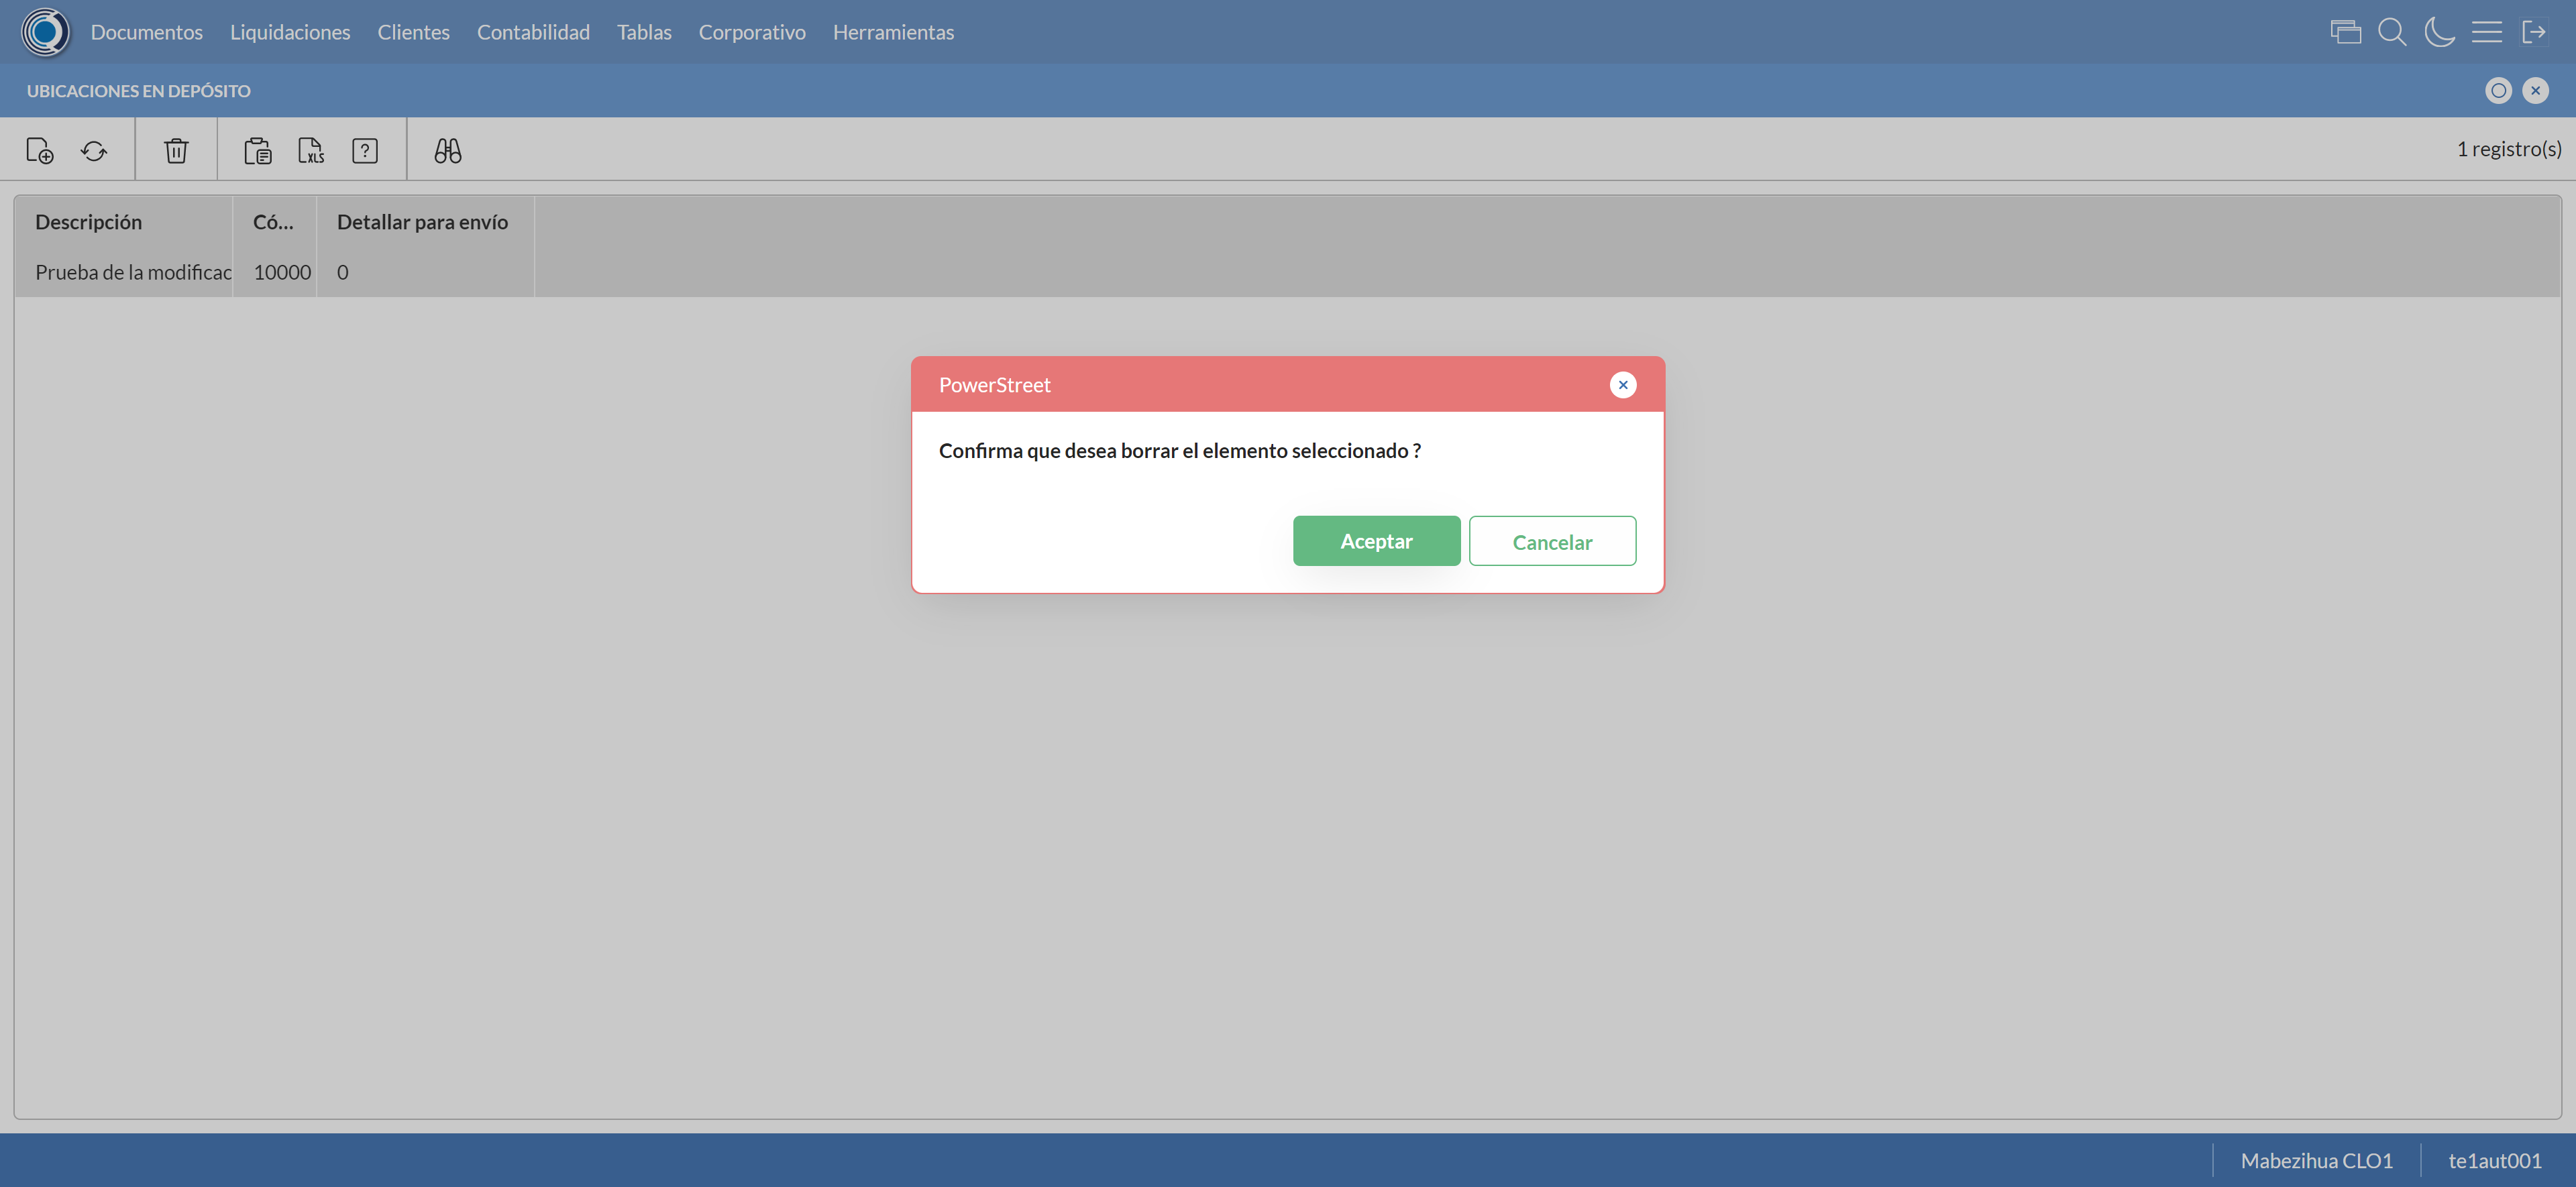 Documentos Liquidaciones Clientes Contabilidad Tablas Corporativo Herramientas
UBICACIONES EN DEPÓSITO
XLS ? 1 registro(s)
Descripción Có... Detallar para envío
Prueba de la modificac 10000 0
PowerStreet
Confirma que desea borrar el elemento seleccionado ?
Aceptar Cancelar
Mabezihua CLO1 te1aut001